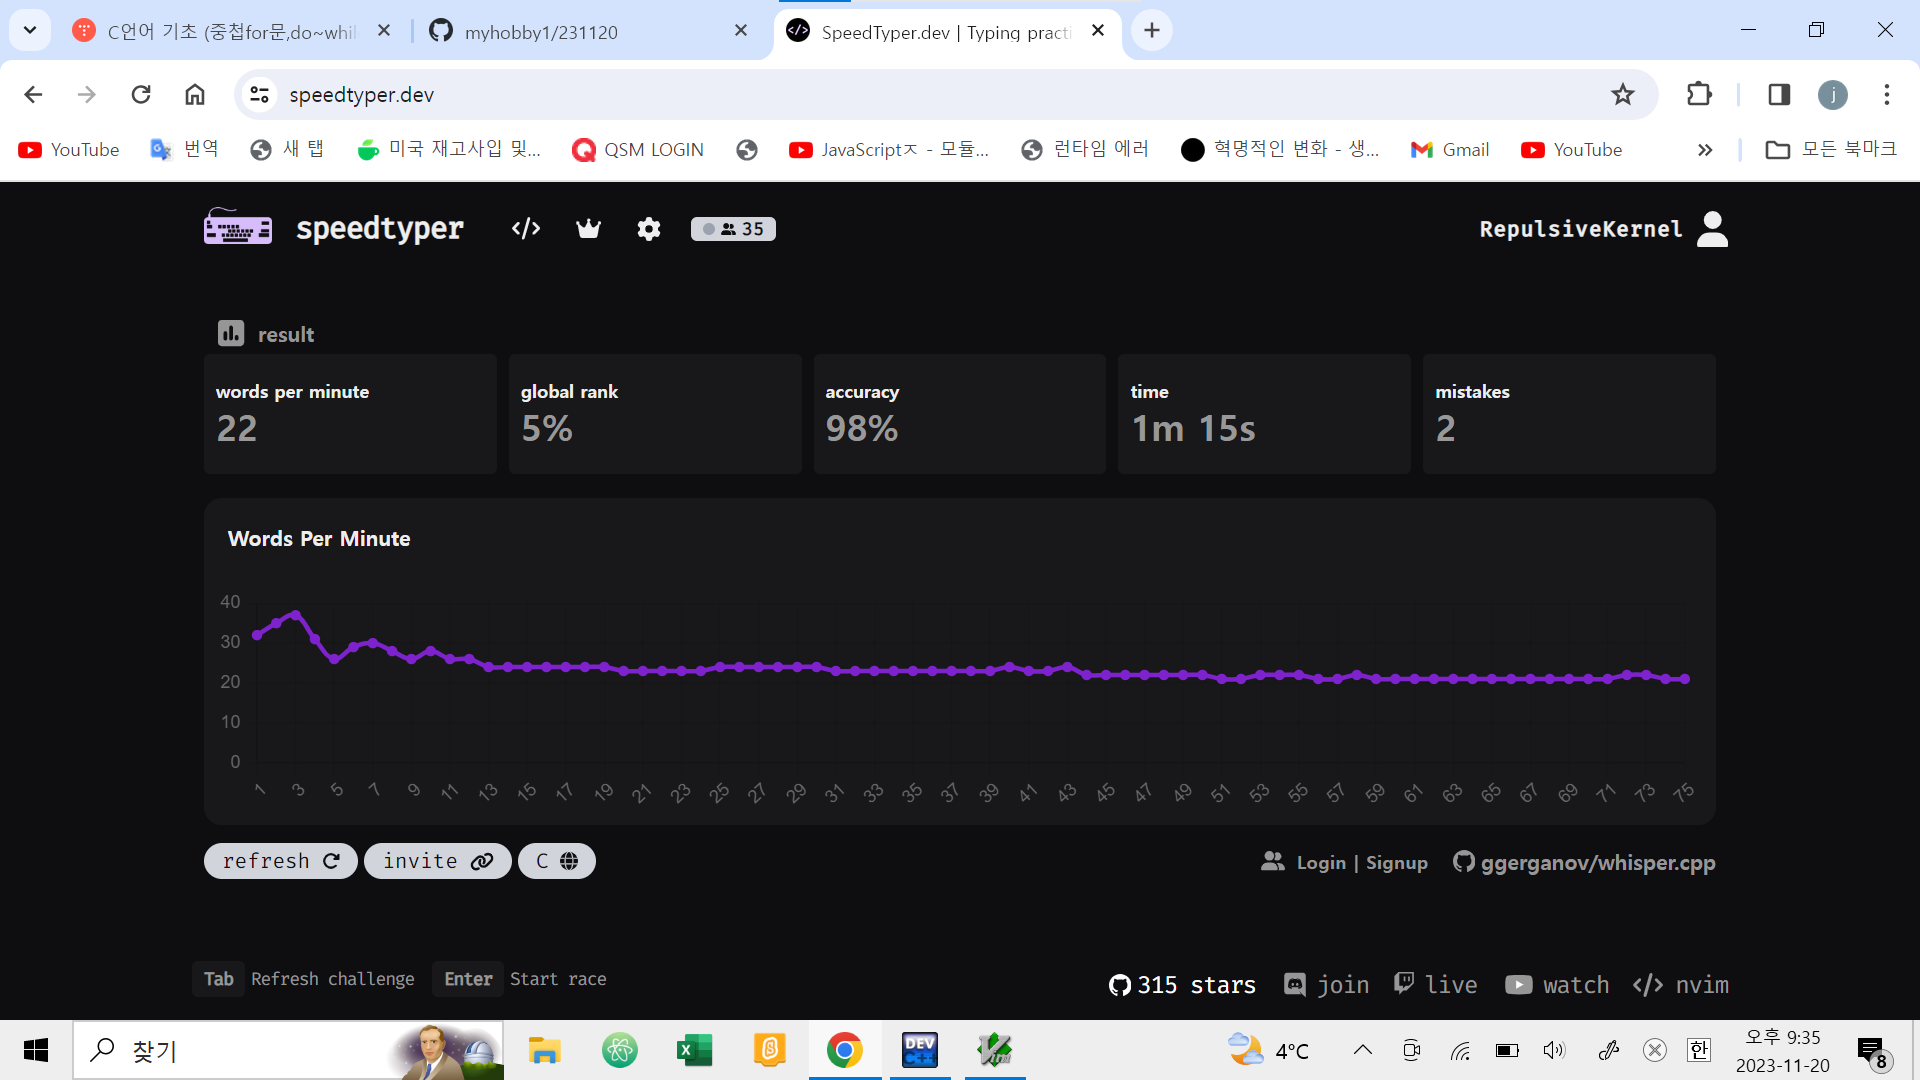 C언어 기초 (중첩for문,do~whil
myhobby1/231120
SpeedTyper.dev | Typing practi
speedtyper.dev
j
YouTube
번역
새 탭
미국 재고사입 및...
QSM LOGIN
JavaScriptㅈ - 모듈...
런타임 에러
혁명적인 변화 - 생...
Gmail
YouTube
모든 북마크
speedtyper
35
RepulsiveKernel
result
words per minute
22
global rank
5%
accuracy
98%
time
1m 15s
mistakes
2
Words Per Minute
40
30
20
10
0
1 3 5 7 9 11 13 15 17 19 21 23 25 27 29 31 33 35 37 39 41 43 45 47 49 51 53 55 57 59 61 63 65 67 69 71 73 75
refresh
invite
C
Login | Signup
ggerganov/whisper.cpp
Tab Refresh challenge
Enter Start race
315 stars
join
live
watch
nvim
찾기
DEV C++
4°C
한
오후 9:35
2023-11-20
8